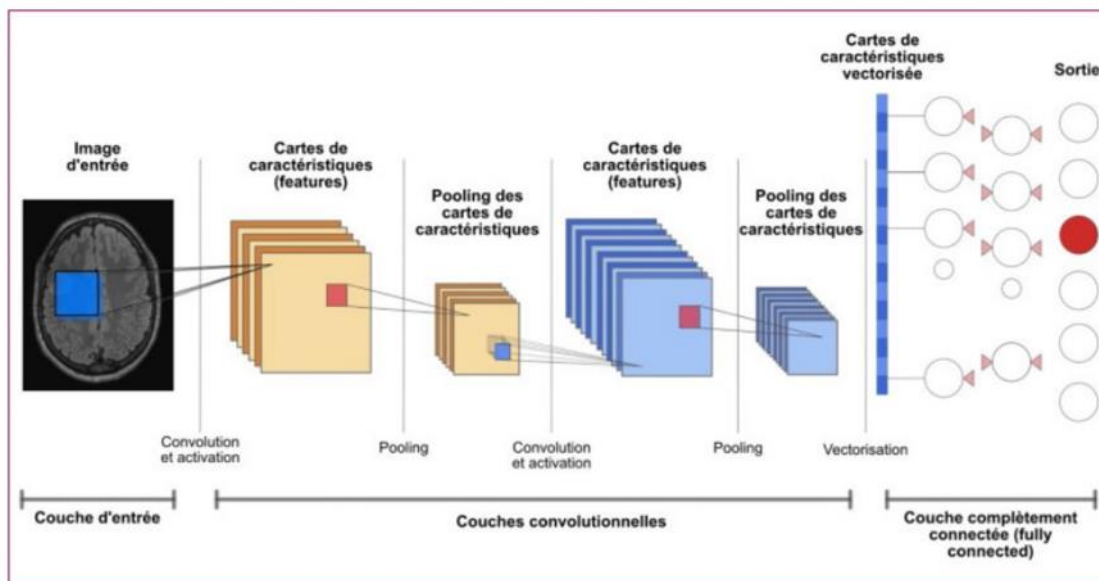 Image
d'entrée
Cartes de
caractéristiques
(features)
Pooling des
cartes de
caractéristiques
Cartes de
caractéristiques
(features)
Pooling des
cartes de
caractéristiques
Cartes de
caractéristiques
vectorisée
Sortie
Convolution
et activation
Pooling
Convolution
et activation
Pooling
Vectorisation
Couche d'entrée
Couches convolutionnelles
Couche complètement
connectée (fully
connected)